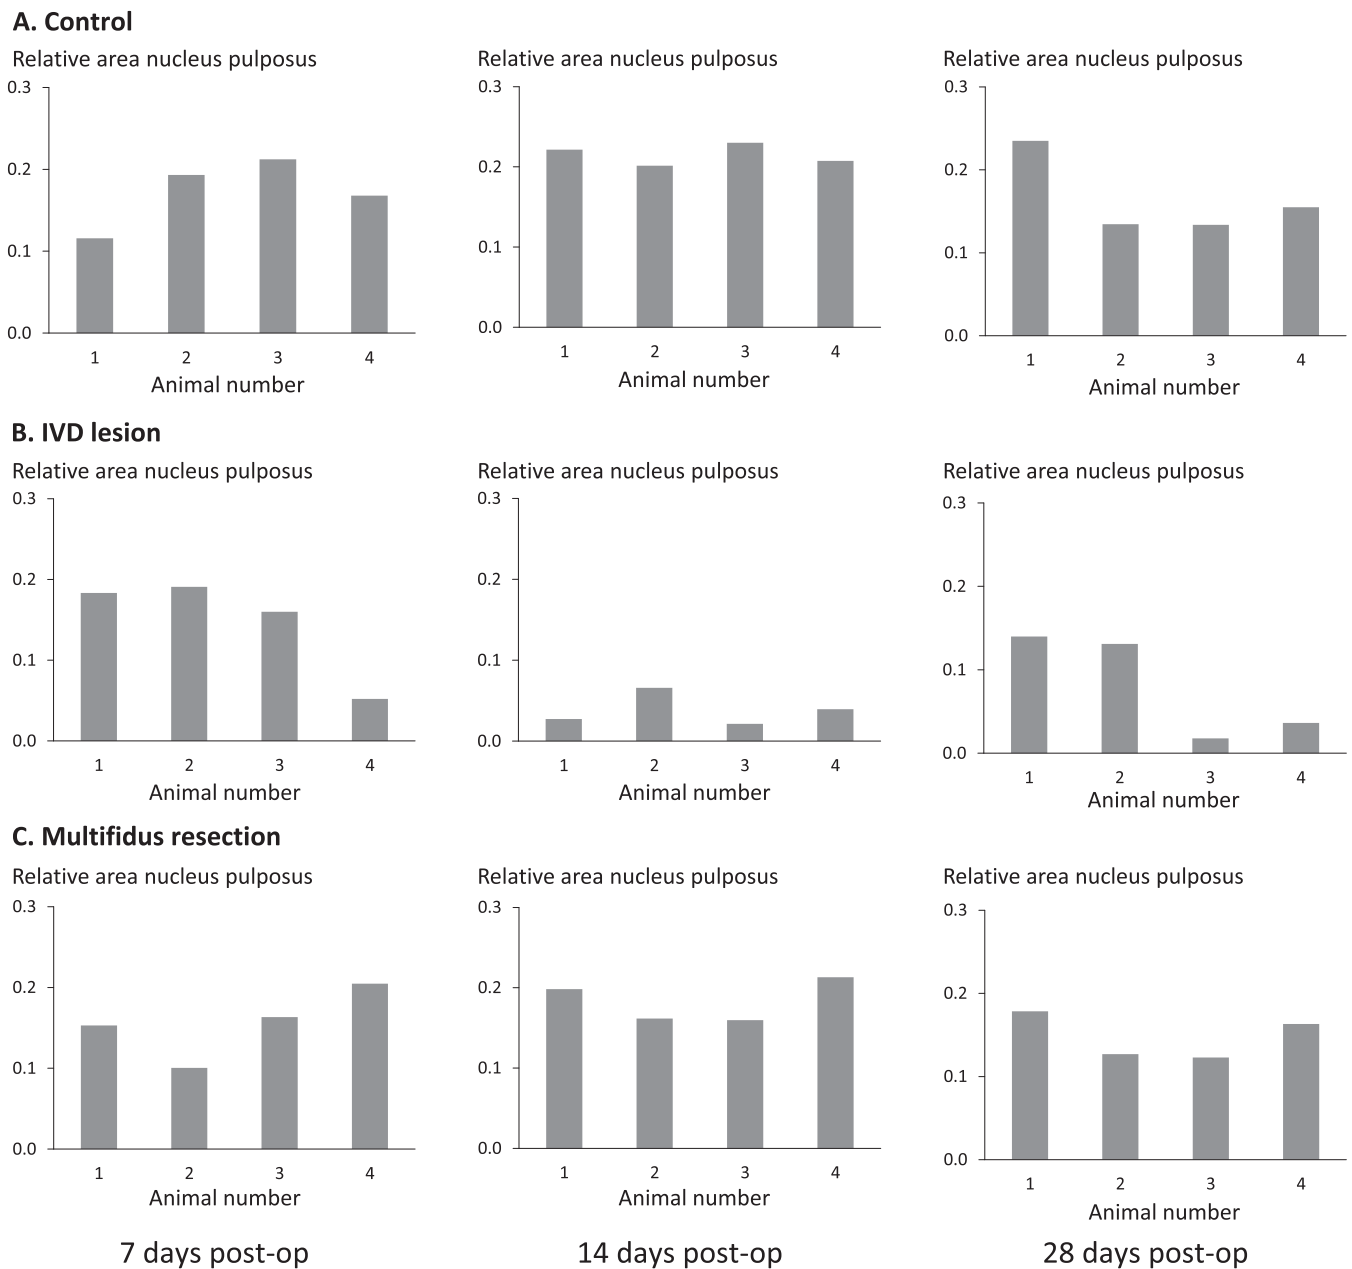 A. Control
Relative area nucleus pulposus
0.3
0.2
0.1
0.0
1 2 3 4
Animal number
Relative area nucleus pulposus
0.3
0.2
0.1
0.0
1 2 3 4
Animal number
Relative area nucleus pulposus
0.3
0.2
0.1
0.0
1 2 3 4
Animal number
B. IVD lesion
Relative area nucleus pulposus
0.3
0.2
0.1
0.0
1 2 3 4
Animal number
Relative area nucleus pulposus
0.3
0.2
0.1
0.0
1 2 3 4
Animal number
Relative area nucleus pulposus
0.3
0.2
0.1
0.0
1 2 3 4
Animal number
C. Multifidus resection
Relative area nucleus pulposus
0.3
0.2
0.1
0.0
1 2 3 4
Animal number
Relative area nucleus pulposus
0.3
0.2
0.1
0.0
1 2 3 4
Animal number
Relative area nucleus pulposus
0.3
0.2
0.1
0.0
1 2 3 4
Animal number
7 days post-op
14 days post-op
28 days post-op